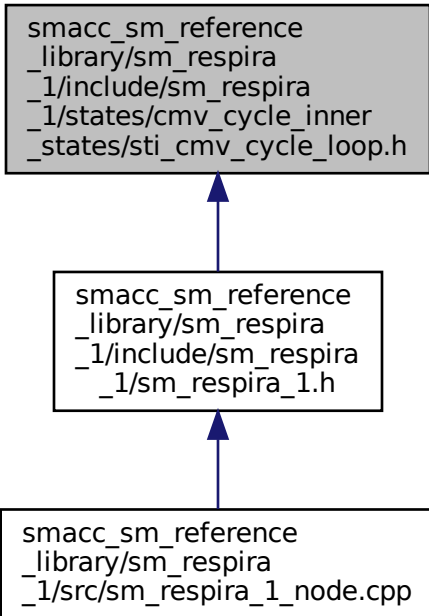 smacc_sm_reference
_library/sm_respira
_1/include/sm_respira
_1/states/cmv_cycle_inner
_states/sti_cmv_cycle_loop.h
smacc_sm_reference
_library/sm_respira
_1/include/sm_respira
_1/sm_respira_1.h
smacc_sm_reference
_library/sm_respira
_1/src/sm_respira_1_node.cpp